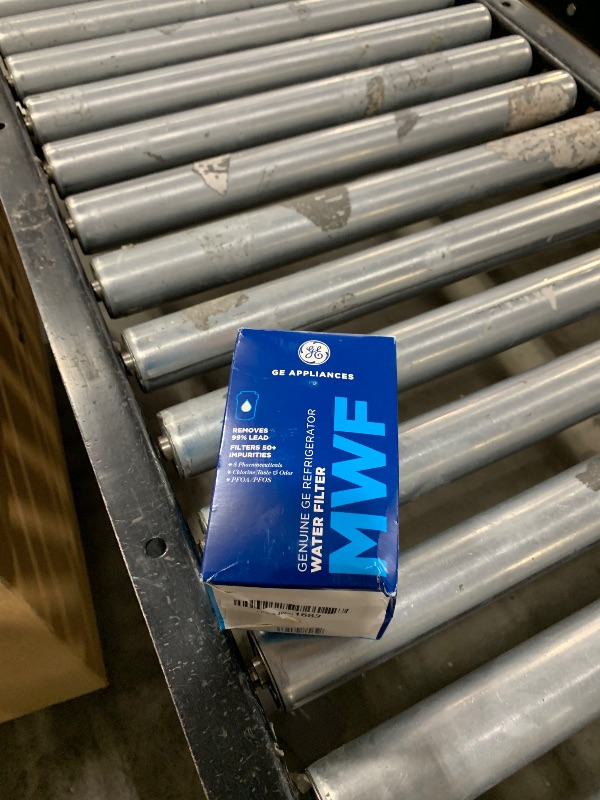 GE
GE APPLIANCES
REMOVES
99% LEAD
FILTERS 50+
IMPURITIES
• 5 Pharmaceuticals
• Chlorine/Taste & Odor
• PFOA/PFOS
GENUINE GE REFRIGERATOR
WATER FILTER
MWF